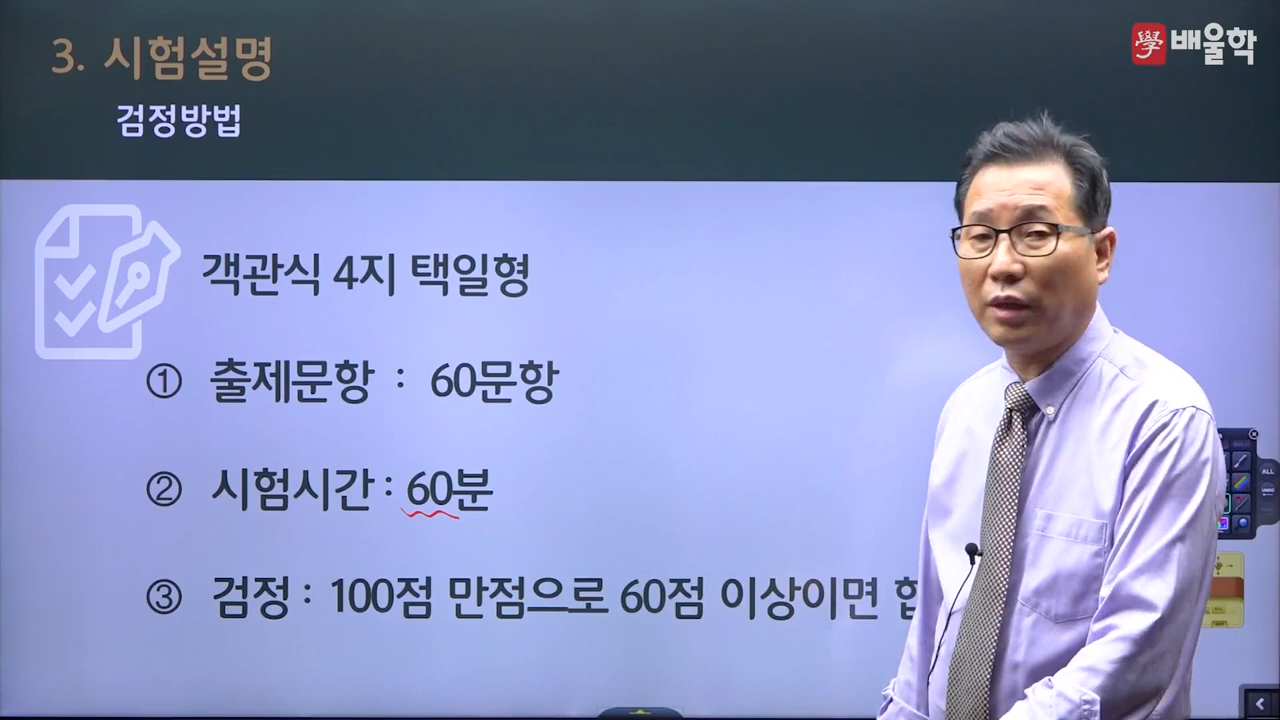 3. 시험설명
學 배울학
검정방법
객관식 4지 택일형
① 출제문항 : 60문항
② 시험시간 : 60분
③ 검정 : 100점 만점으로 60점 이상이면
ALL
UNDO